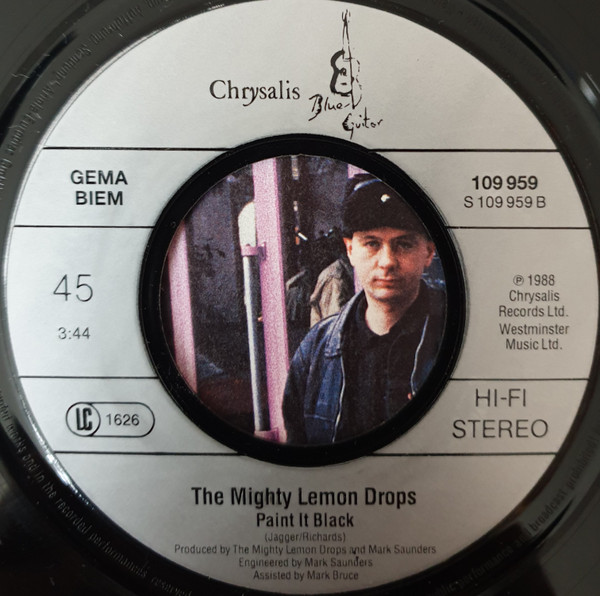 Chrysalis
Blue
Guitar
GEMA
BIEM
109 959
S 109 959 B
45
3:44
℗ 1988
Chrysalis
Records Ltd.
Westminster
Music Ltd.
LC 1626
HI-FI
STEREO
The Mighty Lemon Drops
Paint It Black
(Jagger/Richards)
Produced by The Mighty Lemon Drops and Mark Saunders
Engineered by Mark Saunders
Assisted by Mark Bruce